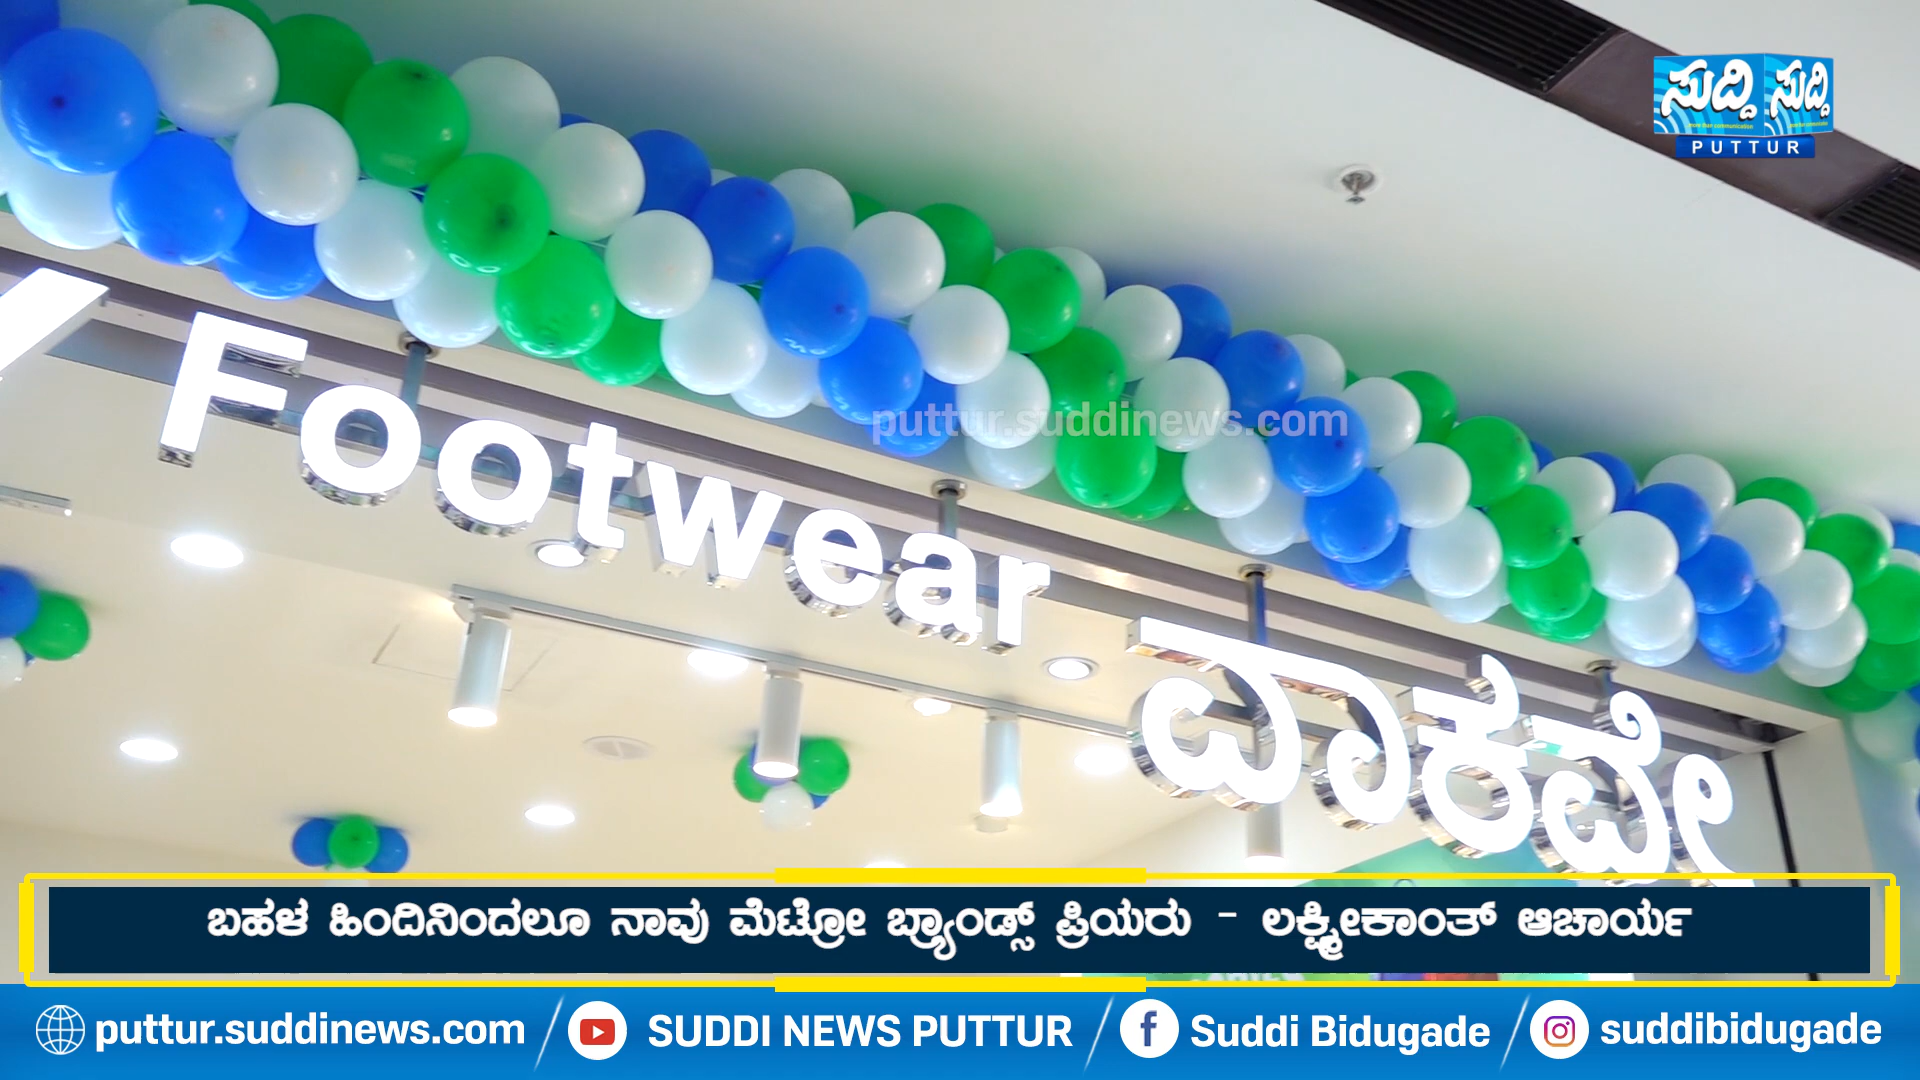 ಸುದ್ದಿ ಸುದ್ದಿ
PUTTUR
puttur.suddinews.com
Footwear ವಾಕವೇ
ಬಹಳ ಹಿಂದಿನಿಂದಲೂ ನಾವು ಮೆಟ್ರೋ ಬ್ರ್ಯಾಂಡ್ಸ್ ಪ್ರಿಯರು - ಲಕ್ಷ್ಮೀಕಾಂತ್ ಆಚಾರ್ಯ
puttur.suddinews.com / SUDDI NEWS PUTTUR / Suddi Bidugade / suddibidugade